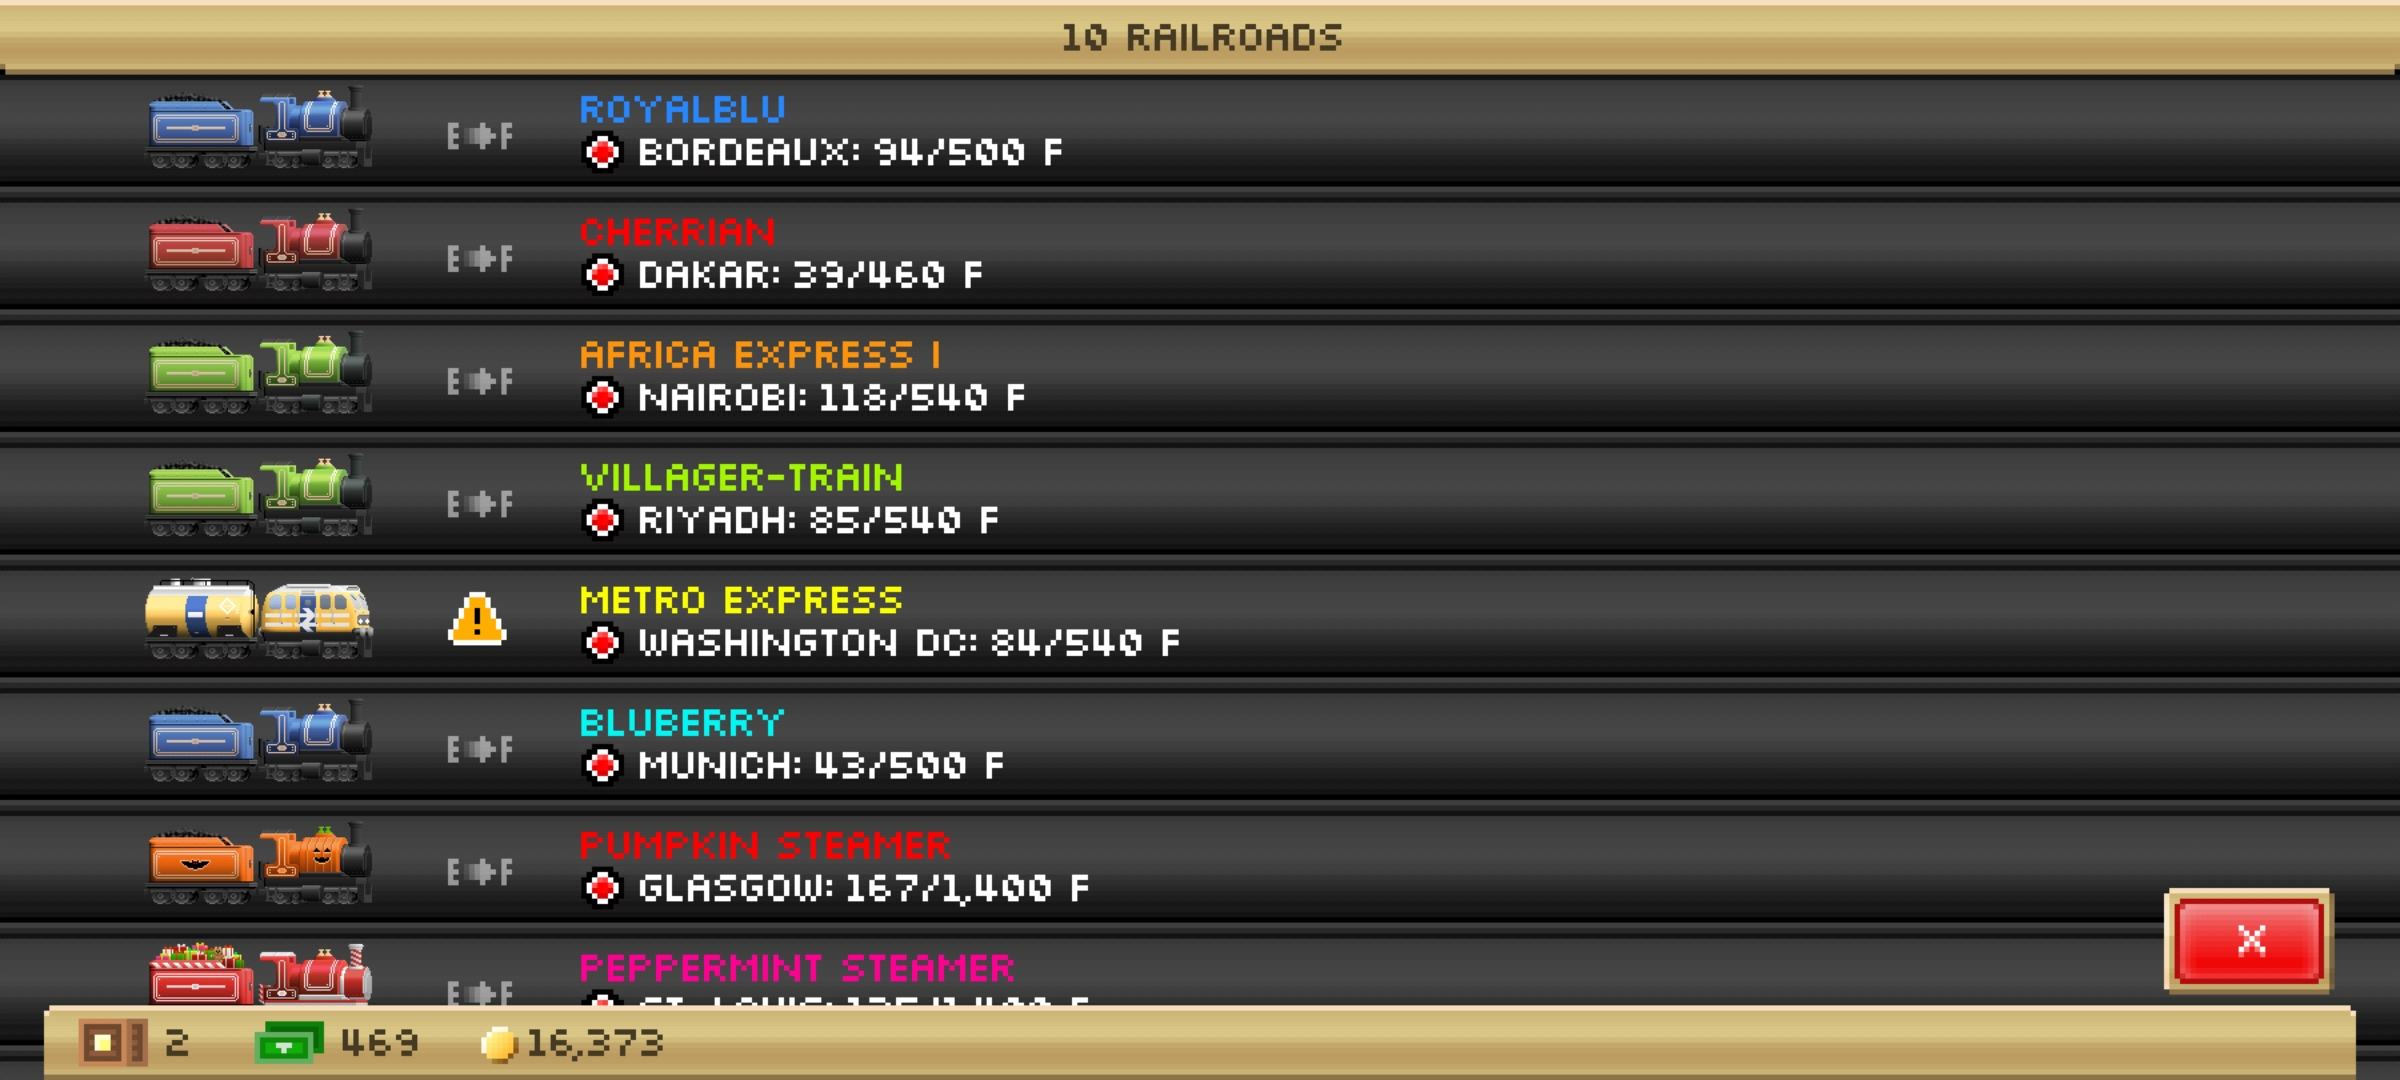 10 RAILROADS
ROYALBLU
E F
BORDEAUX: 94/500 F
CHERRIAN
E F
DAKAR: 39/460 F
AFRICA EXPRESS I
E F
NAIROBI: 118/540 F
VILLAGER-TRAIN
E F
RIYADH: 85/540 F
METRO EXPRESS
WASHINGTON DC: 84/540 F
BLUBERRY
E F
MUNICH: 43/500 F
PUMPKIN STEAMER
E F
GLASGOW: 167/1,400 F
PEPPERMINT STEAMER
E F
X
2 469 16,373